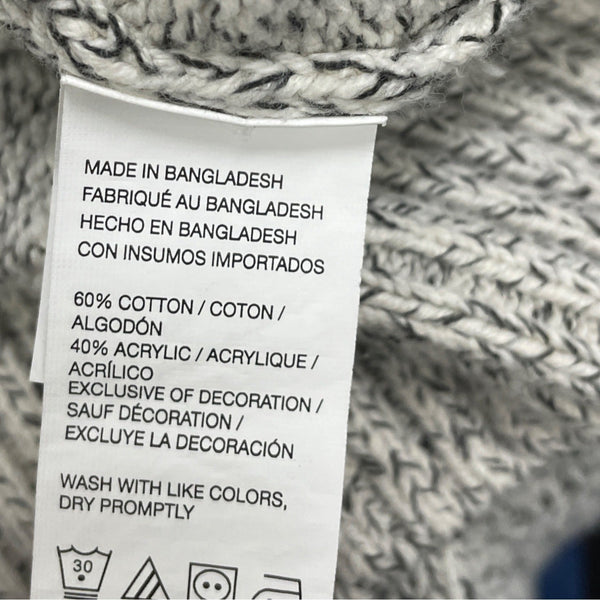 MADE IN BANGLADESH
FABRIQUÉ AU BANGLADESH
HECHO EN BANGLADESH
CON INSUMOS IMPORTADOS
60% COTTON / COTON /
ALGODÓN
40% ACRYLIC / ACRYLIQUE /
ACRÍLICO
EXCLUSIVE OF DECORATION /
SAUF DÉCORATION /
EXCLUYE LA DECORACIÓN
WASH WITH LIKE COLORS,
DRY PROMPTLY
30